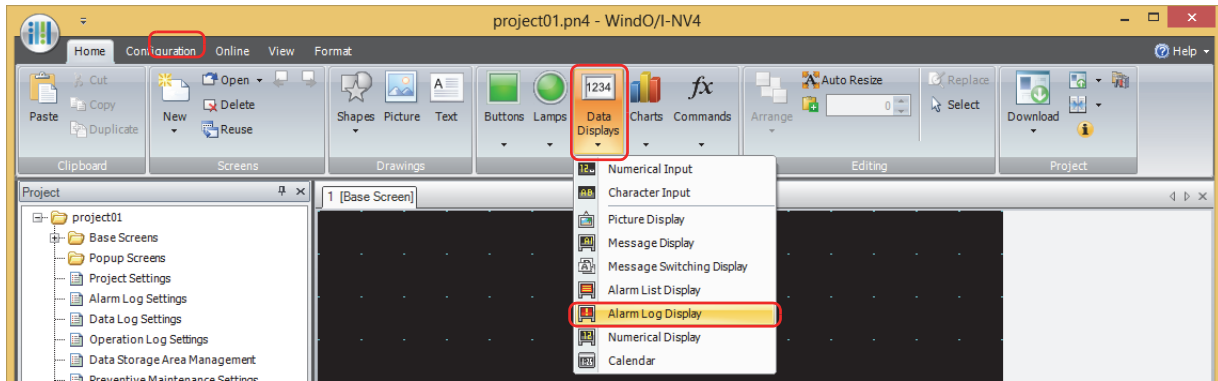 project01.pn4 - WindO/I-NV4
Home Configuration Online View Format Help
Paste Cut Copy Duplicate Clipboard
New Open Delete Reuse Screens
Shapes Picture Text Drawings
Buttons Lamps 1234 Data Displays Charts fx Commands
Arrange Auto Resize 0 Replace Select Editing
Download Project
Project
project01
Base Screens
Popup Screens
Project Settings
Alarm Log Settings
Data Log Settings
Operation Log Settings
Data Storage Area Management
Preventive Maintenance Settings
1 [Base Screen]
Numerical Input
Character Input
Picture Display
Message Display
Message Switching Display
Alarm List Display
Alarm Log Display
Numerical Display
Calendar